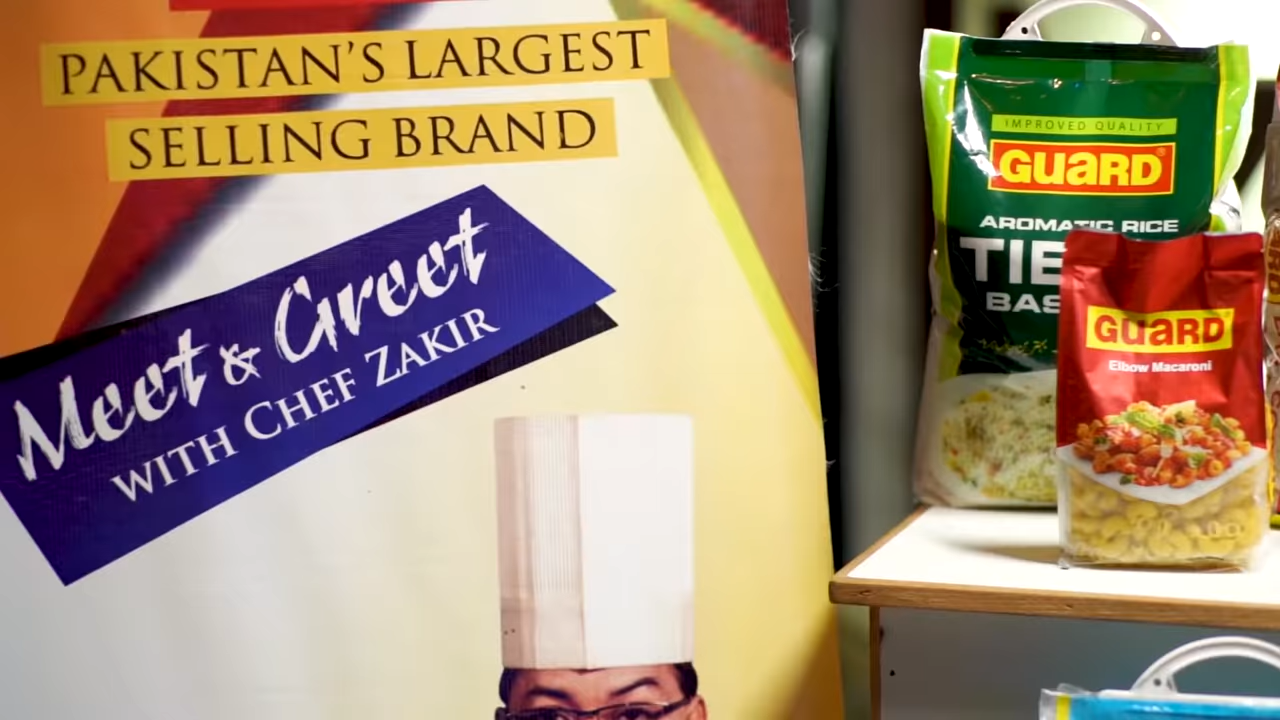 PAKISTAN'S LARGEST
SELLING BRAND
Meet & Greet
WITH CHEF ZAKIR
IMPROVED QUALITY
GUARD
AROMATIC RICE
GUARD
Elbow Macaroni